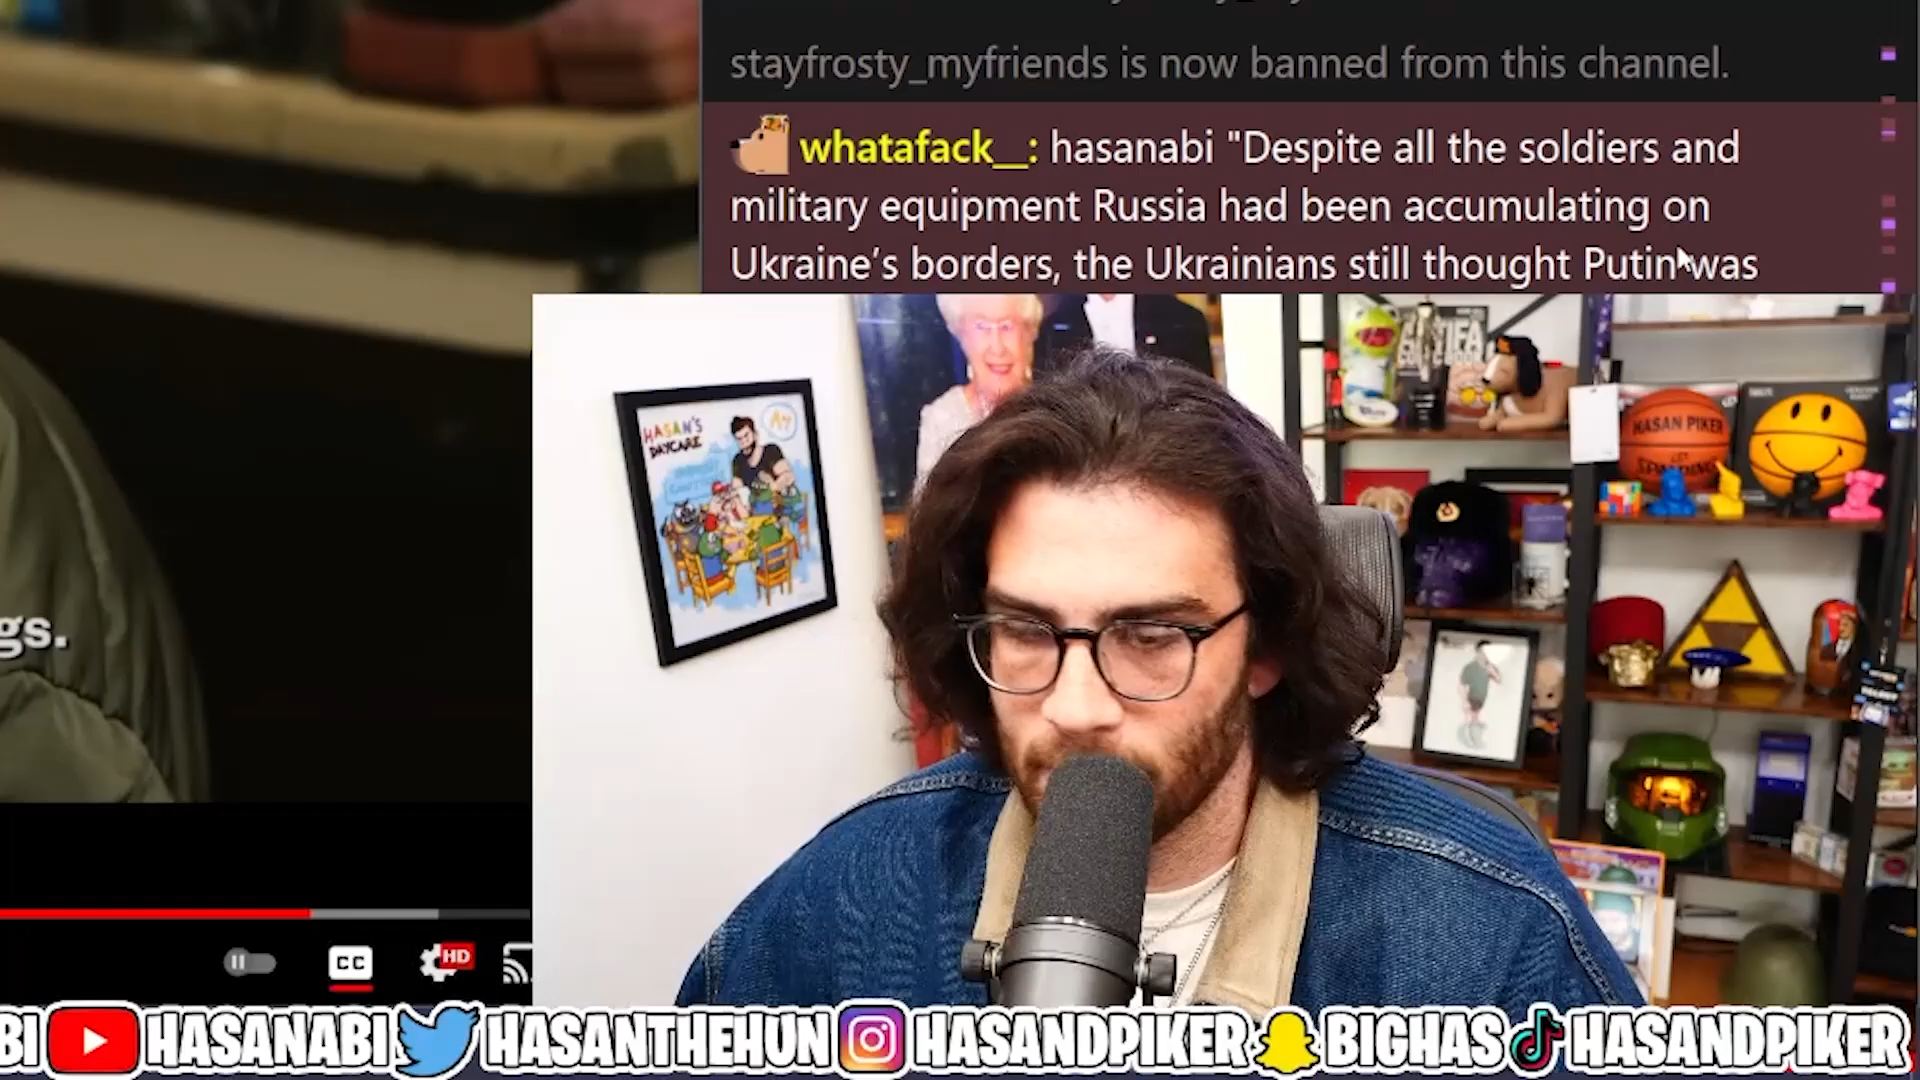 stayfrosty_myfriends is now banned from this channel.
whatafack__: hasanabi "Despite all the soldiers and
military equipment Russia had been accumulating on
Ukraine’s borders, the Ukrainians still thought Putin was
HASAN'S
DAYCARE
HASAN PIKER
SPALDING
gs.
CC
HD
BI HASANABI HASANTHEHUN HASANDPIKER BIGHAS HASANDPIKER